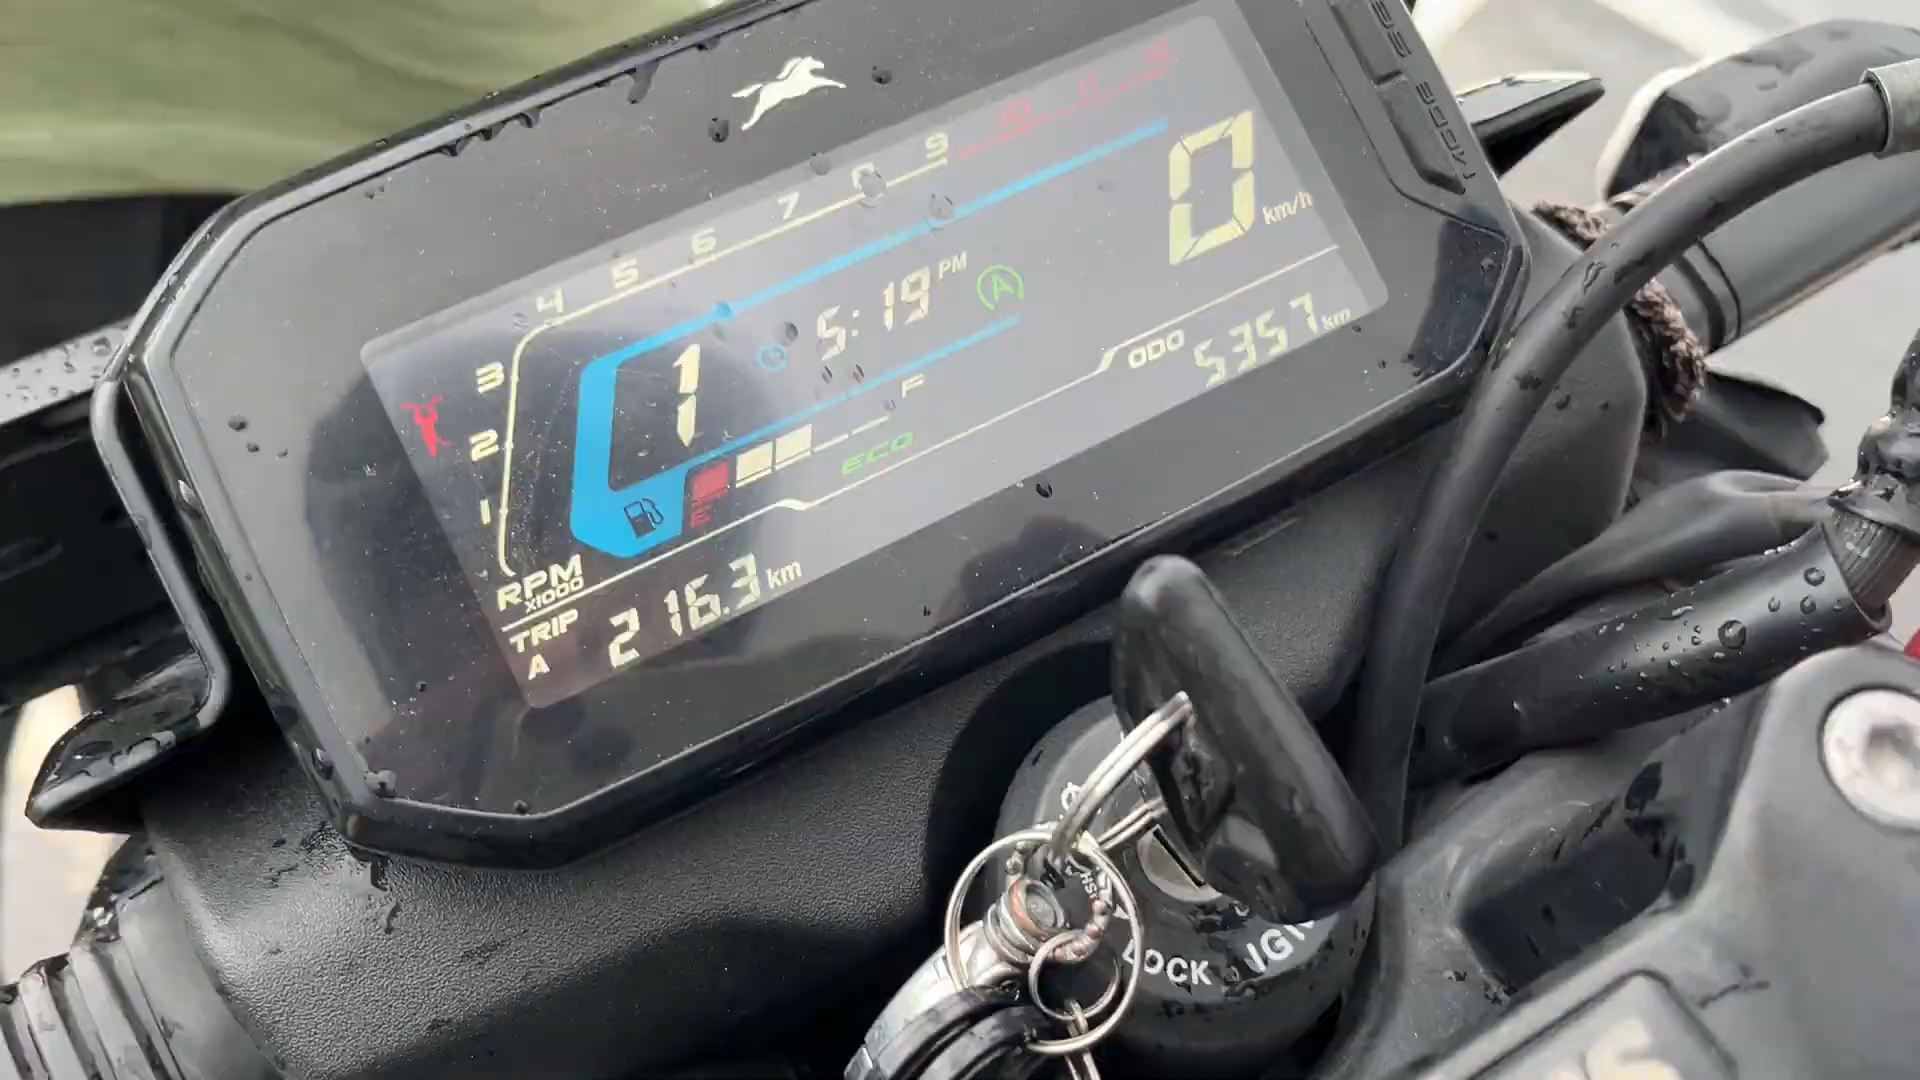 1 2 3 4 5 6 7 8 9 10 11
0 km/h
1
5:19 PM
A
F
E
ECO
ODO 5357 km
RPM
X1000
TRIP
A 216.3 km
MODE
LOCK